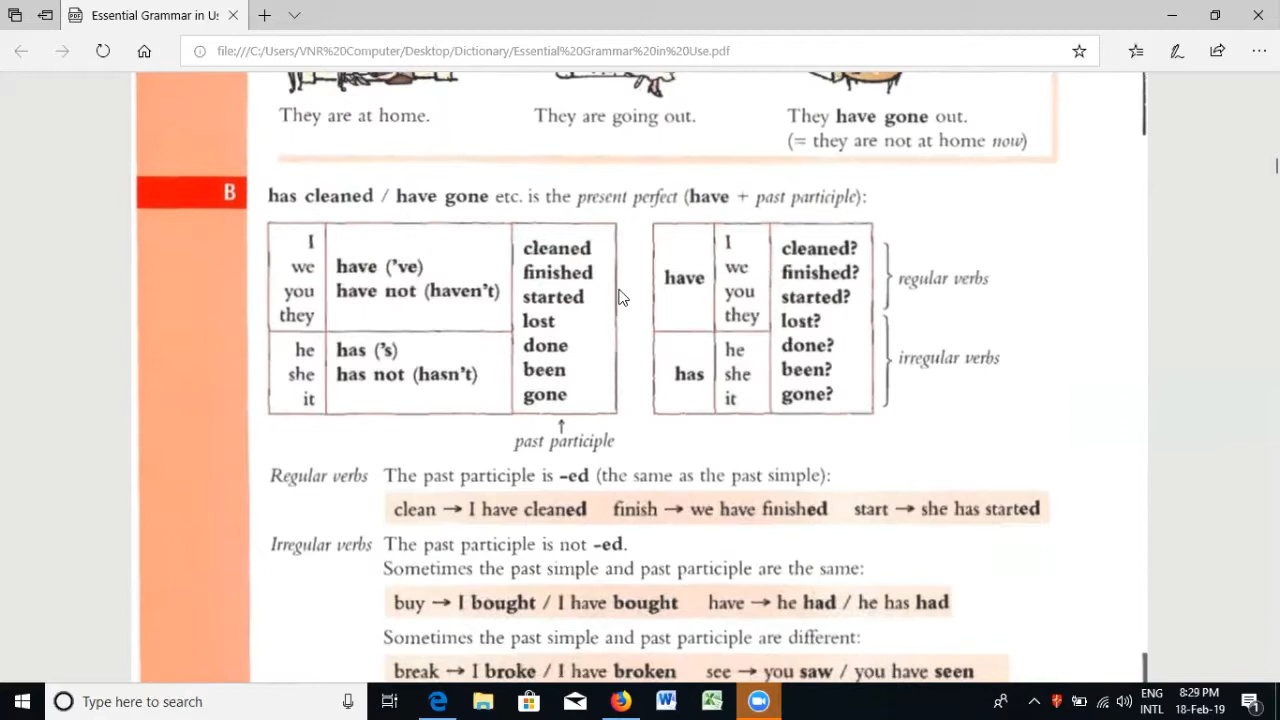 Essential Grammar in Us
file:///C:/Users/VNR%20Computer/Desktop/Dictionary/Essential%20Grammar%20in%20Use.pdf
They are at home.
They are going out.
They have gone out.
(= they are not at home now)
B
has cleaned / have gone etc. is the present perfect (have + past participle):
I
we
you
they
have ('ve)
have not (haven't)
he
she
it
has ('s)
has not (hasn't)
cleaned
finished
started
lost
done
been
gone
past participle
have
I
we
you
they
has
he
she
it
cleaned?
finished?
started?
lost?
done?
been?
gone?
regular verbs
irregular verbs
Regular verbs The past participle is -ed (the same as the past simple):
clean → I have cleaned finish → we have finished start → she has started
Irregular verbs The past participle is not -ed.
Sometimes the past simple and past participle are the same:
buy → I bought / I have bought have → he had / he has had
Sometimes the past simple and past participle are different:
break → I broke / I have broken see → you saw / you have seen
Type here to search
ENG
INTL
8:29 PM
18-Feb-19